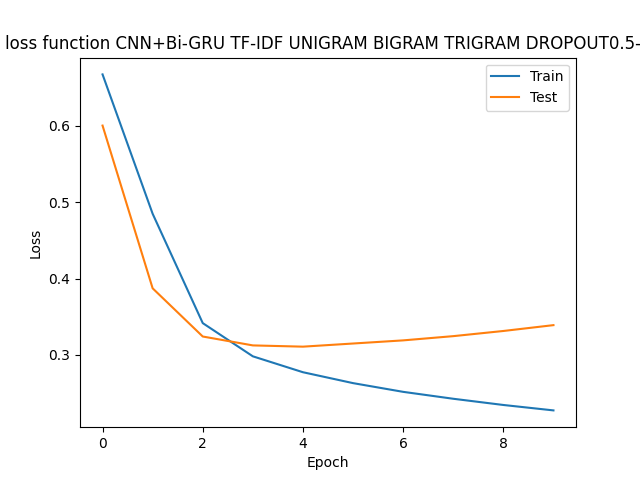 loss function CNN+Bi-GRU TF-IDF UNIGRAM BIGRAM TRIGRAM DROPOUT0.5-
Train
Test
0.6
0.5
0.4
0.3
Loss
0 2 4 6 8
Epoch